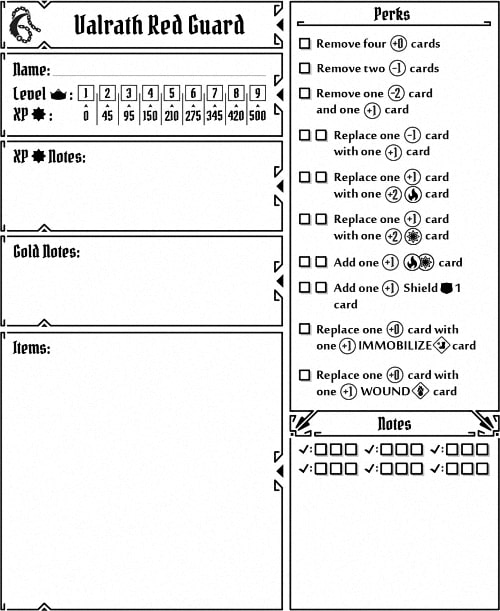 Valrath Red Guard
Name:
Level : 1 2 3 4 5 6 7 8 9
XP : 0 45 95 150 210 275 345 420 500
XP Notes:
Gold Notes:
Items:
Perks
Remove four +0 cards
Remove two -1 cards
Remove one -2 card
and one +1 card
Replace one -1 card
with one +1 card
Replace one +1 card
with one +2 card
Replace one +1 card
with one +2 card
Add one +1 card
Add one +1 Shield 1
card
Replace one +0 card with
one +1 IMMOBILIZE card
Replace one +0 card with
one +1 WOUND card
Notes
✓: ✓: ✓:
✓: ✓: ✓: